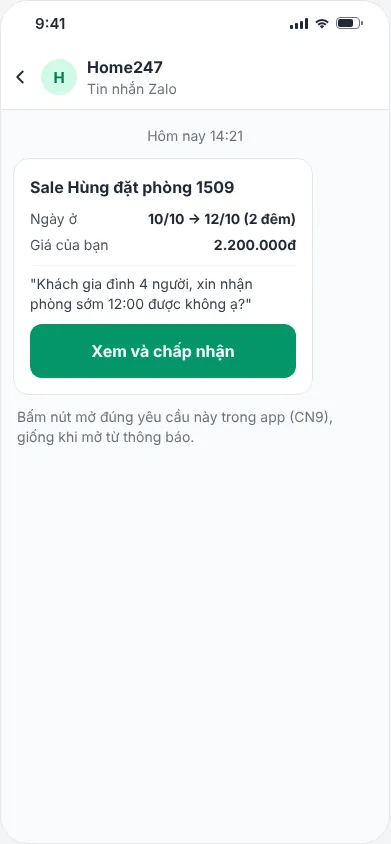 9:41
H
Home247
Tin nhắn Zalo
Hôm nay 14:21
Sale Hùng đặt phòng 1509
Ngày ở 10/10 → 12/10 (2 đêm)
Giá của bạn 2.200.000đ
"Khách gia đình 4 người, xin nhận
phòng sớm 12:00 được không ạ?"
Xem và chấp nhận
Bấm nút mở đúng yêu cầu này trong app (CN9),
giống khi mở từ thông báo.